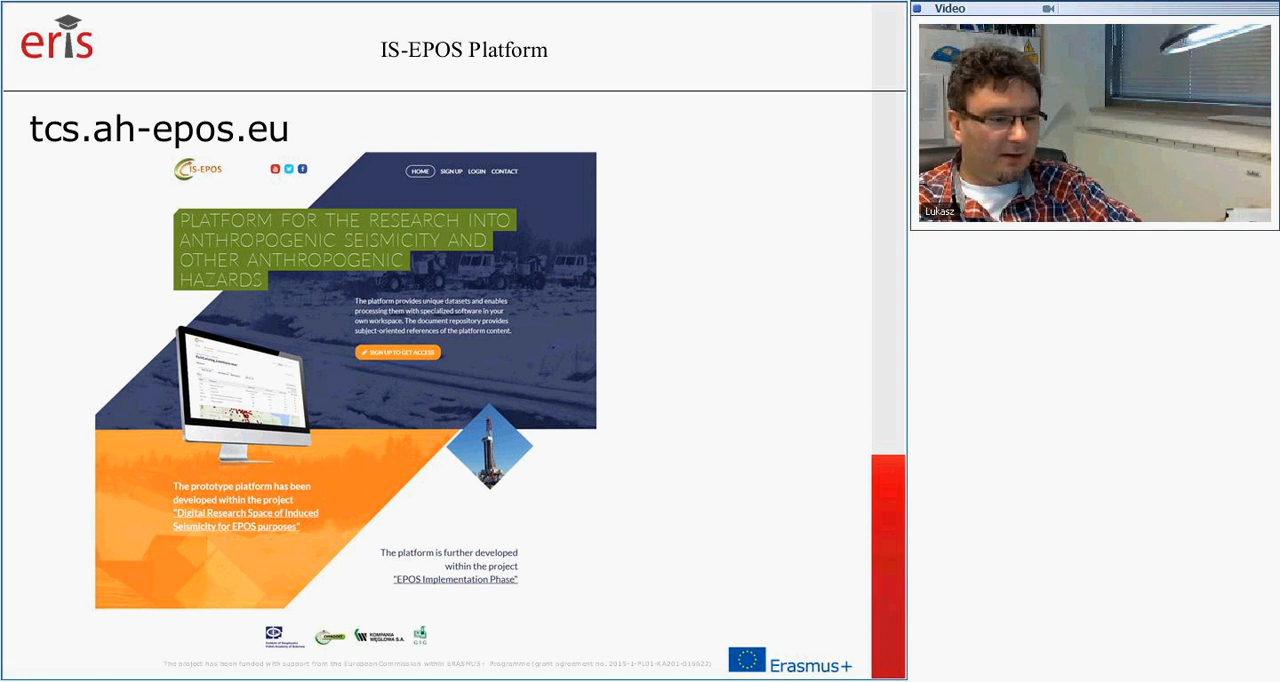 eris
IS-EPOS Platform
tcs.ah-epos.eu
IS-EPOS
HOME SIGN UP LOGIN CONTACT
PLATFORM FOR THE RESEARCH INTO
ANTHROPOGENIC SEISMICITY AND
OTHER ANTHROPOGENIC
HAZARDS
The platform provides unique datasets and enables
processing them with specialized software in your
own workspace. The document repository provides
subject-oriented references of the platform content.
SIGN UP TO GET ACCESS
The prototype platform has been
developed within the project
"Digital Research Space of Induced
Seismicity for EPOS purposes"
The platform is further developed
within the project
"EPOS Implementation Phase"
KOMPANIA
WĘGLOWA S.A.
GIG
Erasmus+
Video
Lukasz